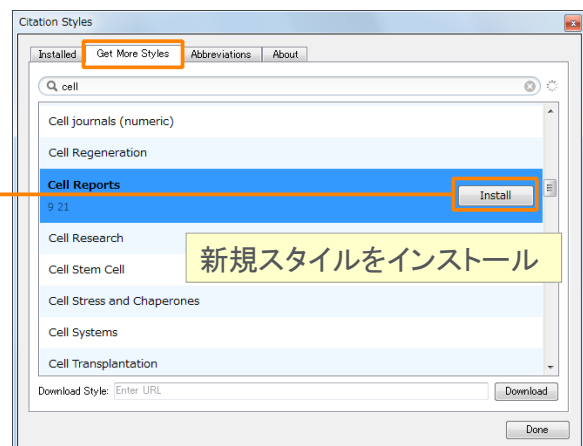 Citation Styles
Installed Get More Styles Abbreviations About
cell
Cell journals (numeric)
Cell Regeneration
Cell Reports
Install
9 21
Cell Research
新規スタイルをインストール
Cell Stem Cell
Cell Stress and Chaperones
Cell Systems
Cell Transplantation
Download Style: Enter URL Download
Done